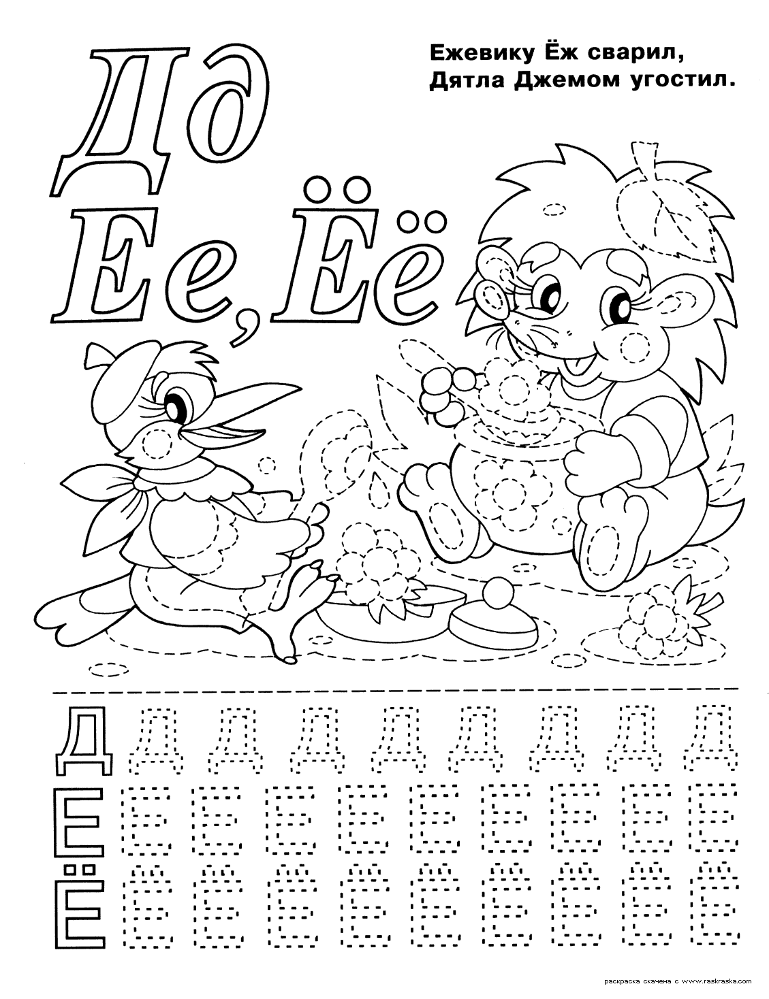 Дд
Ежевику Ёж сварил,
Дятла Джемом угостил.
Ее, Ёё
Д Д Д Д Д Д Д Д Д
Е Е Е Е Е Е Е Е Е Е
Ё Ё Ё Ё Ё Ё Ё Ё Ё Ё
раскраска скачена с www.raskraska.com